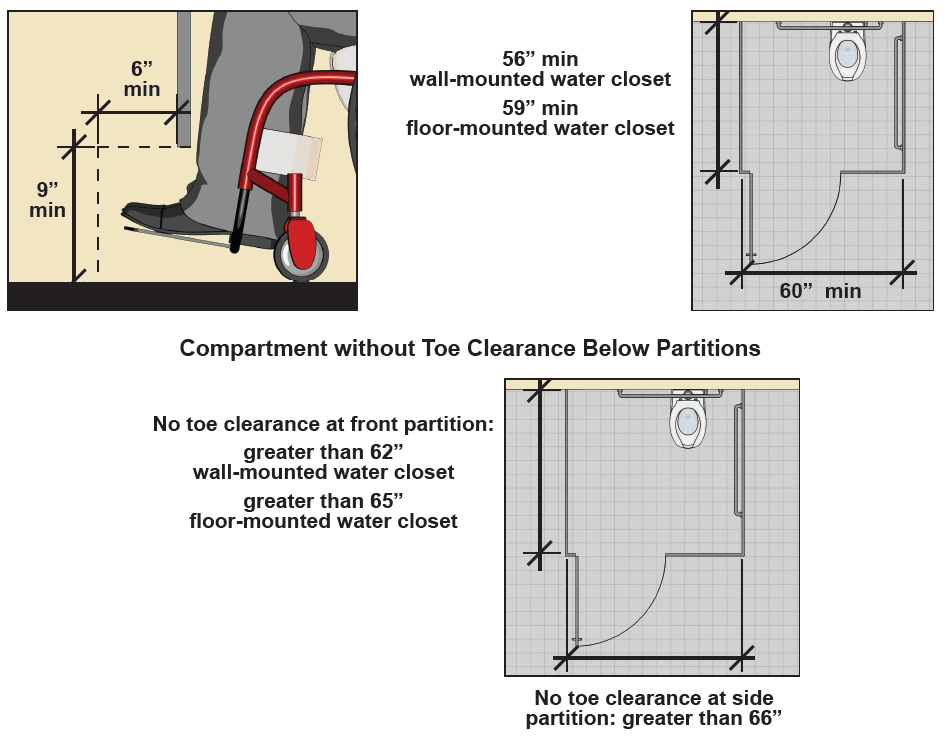 6”
min
9”
min
56” min
wall-mounted water closet
59” min
floor-mounted water closet
60” min
Compartment without Toe Clearance Below Partitions
No toe clearance at front partition:
greater than 62”
wall-mounted water closet
greater than 65”
floor-mounted water closet
No toe clearance at side
partition: greater than 66”